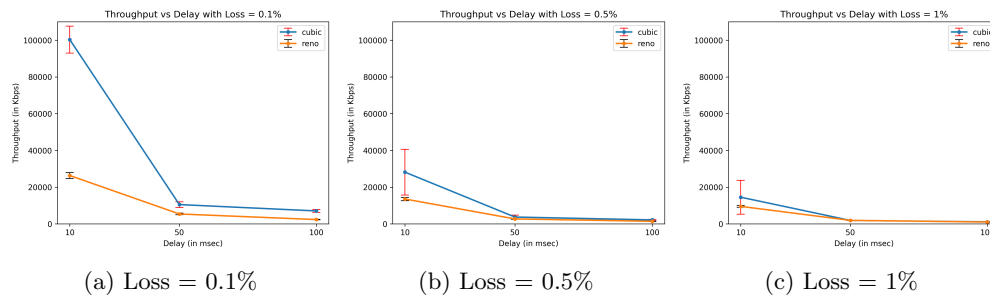 Throughput vs Delay with Loss = 0.1%
cubic
reno
Throughput (in Kbps)
100000
80000
60000
40000
20000
0
10
50
100
Delay (in msec)
(a) Loss = 0.1%
Throughput vs Delay with Loss = 0.5%
cubic
reno
Throughput (in Kbps)
100000
80000
60000
40000
20000
0
10
50
100
Delay (in msec)
(b) Loss = 0.5%
Throughput vs Delay with Loss = 1%
cubic
reno
Throughput (in Kbps)
100000
80000
60000
40000
20000
0
10
50
10
Delay (in msec)
(c) Loss = 1%